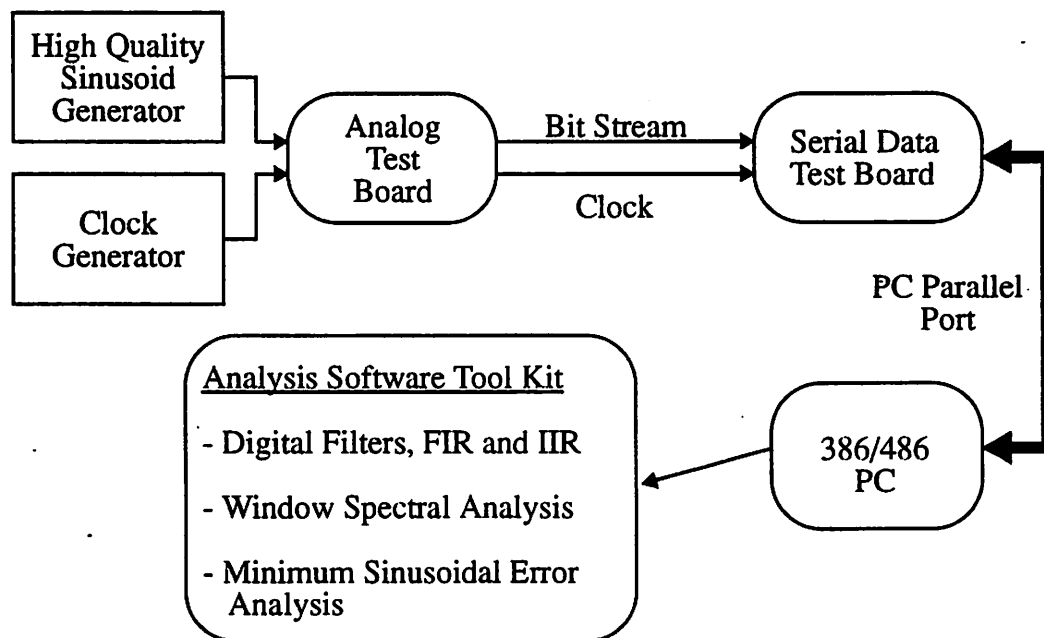 High Quality
Sinusoid
Generator
Clock
Generator
Analog
Test
Board
Bit Stream
Clock
Serial Data
Test Board
PC Parallel
Port
386/486
PC
Analysis Software Tool Kit
- Digital Filters, FIR and IIR
- Window Spectral Analysis
- Minimum Sinusoidal Error
Analysis